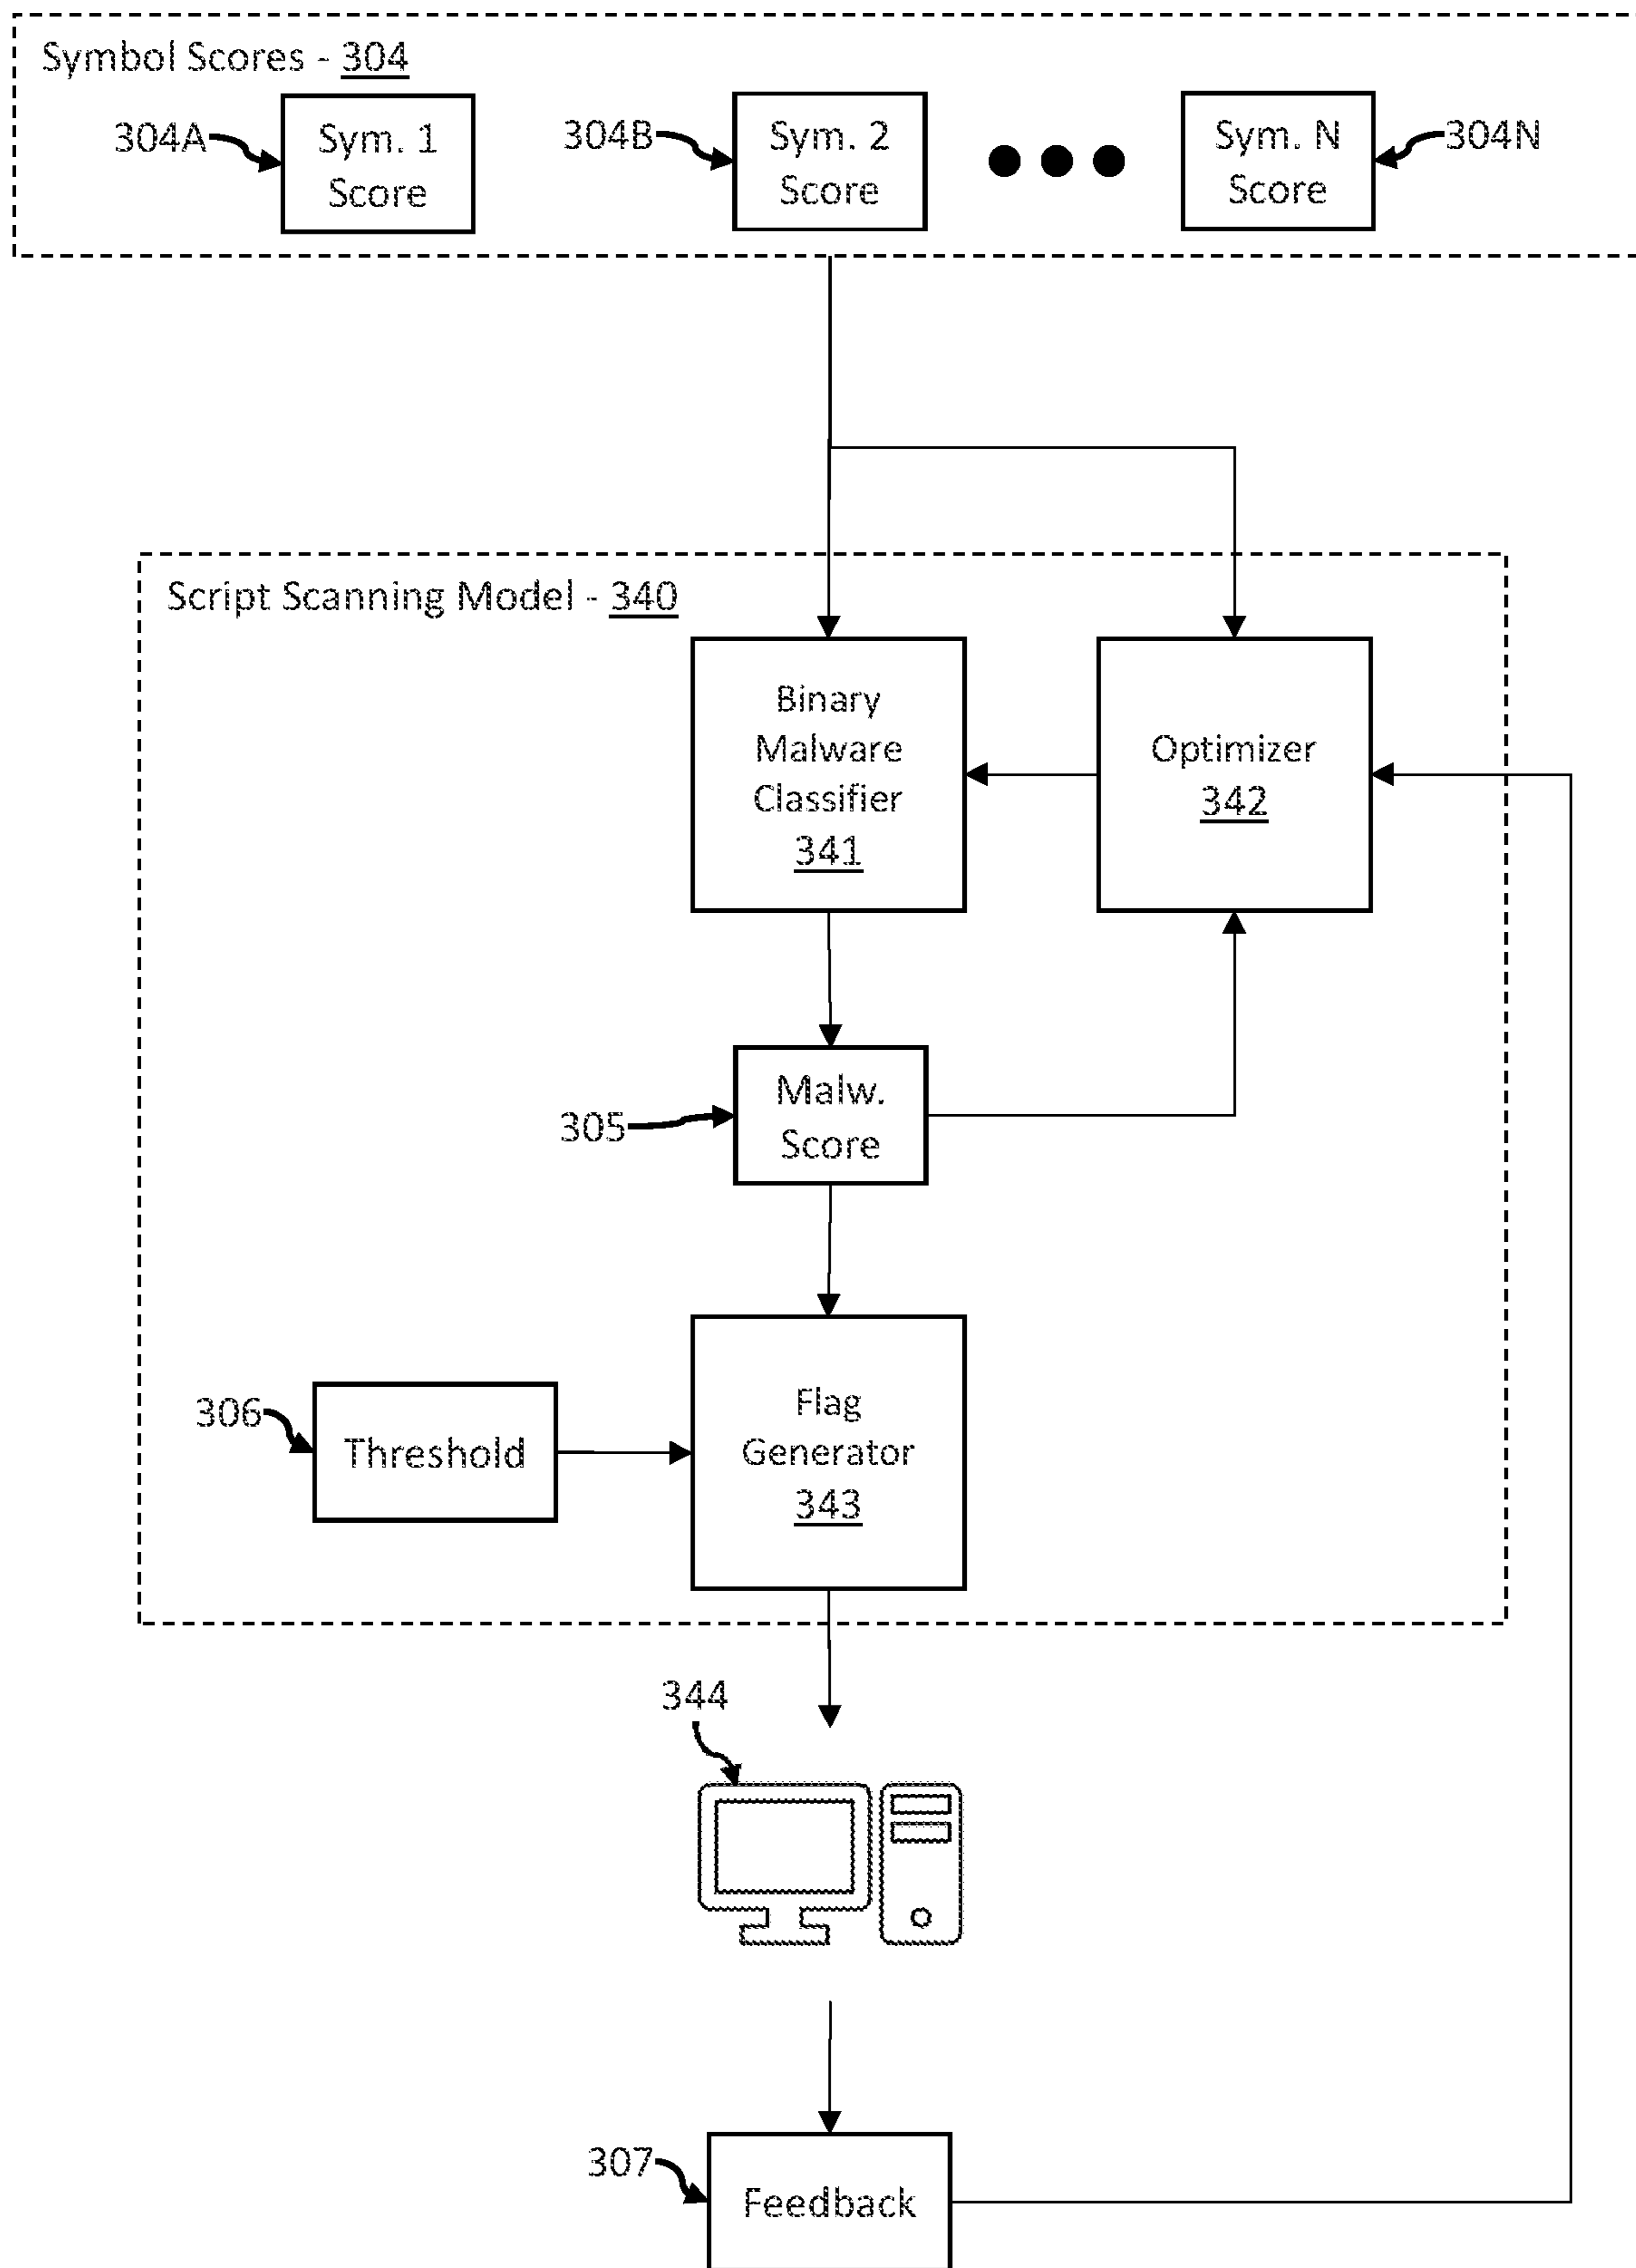 Symbol Scores - 304
304A
Sym. 1
Score
304B
Sym. 2
Score
Sym. N
Score
304N
Script Scanning Model - 340
Binary
Malware
Classifier
341
Optimizer
342
305
Malw.
Score
306
Threshold
Flag
Generator
343
344
307
Feedback